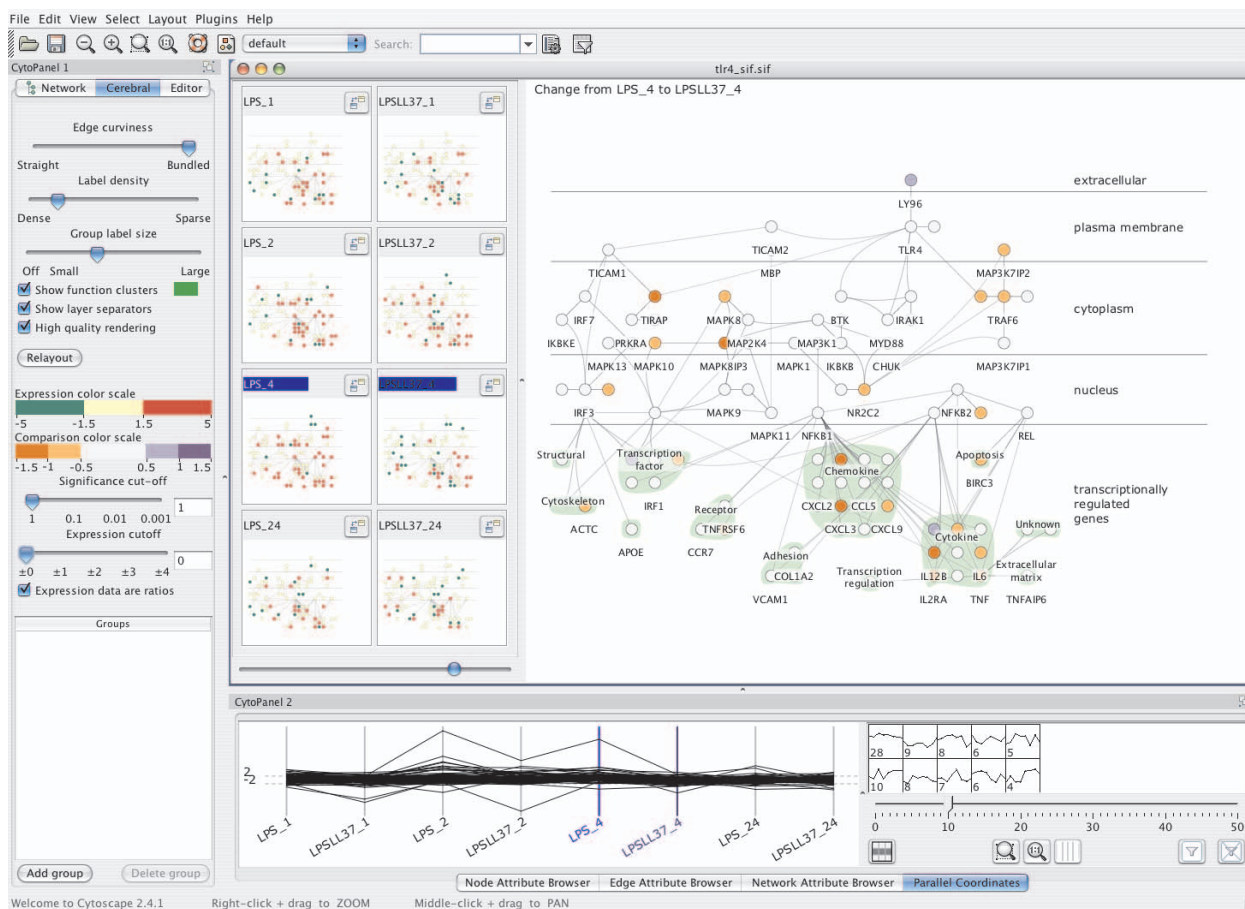 File Edit View Select Layout Plugins Help
default Search:
CytoPanel 1
Network Cerebral Editor
Edge curviness
Straight Bundled
Label density
Dense Sparse
Group label size
Off Small Large
Show function clusters
Show layer separators
High quality rendering
Relayout
Expression color scale
-5 -1.5 1.5 5
Comparison color scale
-1.5 -1 -0.5 0.5 1 1.5
Significance cut-off
1
1 0.1 0.01 0.001
Expression cutoff
0
±0 ±1 ±2 ±3 ±4
Expression data are ratios
Groups
Add group Delete group
tlr4_sif.sif
LPS_1 LPSLL37_1
LPS_2 LPSLL37_2
LPS_4 LPSLL37_4
LPS_24 LPSLL37_24
Change from LPS_4 to LPSLL37_4
extracellular
LY96
plasma membrane
TICAM2 TLR4
TICAM1 MBP MAP3K7IP2
cytoplasm
IRF7 TIRAP MAPK8 BTK IRAK1 TRAF6
IKBKE PRKRA MAP2K4 MAP3K1 MYD88
MAPK13 MAPK10 MAPK8IP3 MAPK1 IKBKB CHUK MAP3K7IP1
nucleus
IRF3 MAPK9 NR2C2 NFKB2
MAPK11 NFKB1 REL
Structural Transcription factor Chemokine Apoptosis
BIRC3
transcriptionally regulated genes
Cytoskeleton IRF1 Receptor CXCL2 CCL5
ACTC TNFRSF6 CXCL3 CXCL9 Cytokine Unknown
APOE CCR7 Adhesion Extracellular matrix
COL1A2 Transcription regulation IL12B IL6
VCAM1 IL2RA TNF TNFAIP6
CytoPanel 2
2
-2
LPS_1 LPSLL37_1 LPS_2 LPSLL37_2 LPS_4 LPSLL37_4 LPS_24 LPSLL37_24
28 9 8 6 5
10 8 7 6 4
0 10 20 30 40 50
Node Attribute Browser Edge Attribute Browser Network Attribute Browser Parallel Coordinates
Welcome to Cytoscape 2.4.1 Right-click + drag to ZOOM Middle-click + drag to PAN